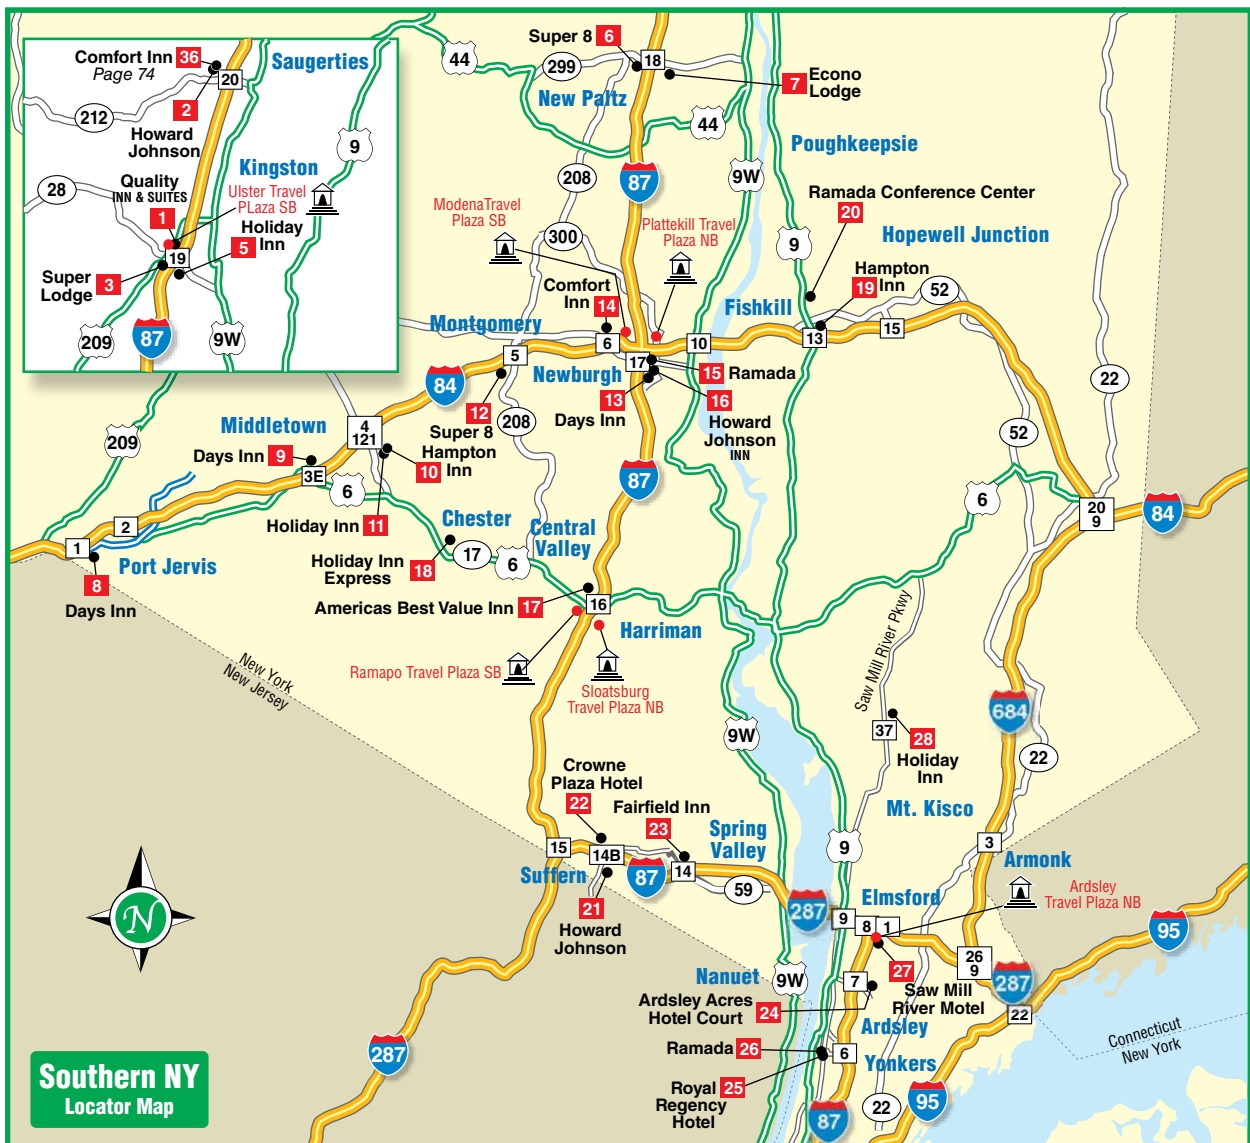 Comfort Inn 36
Page 74
20
Saugerties
2
Howard
Johnson
212
9
Kingston
Quality
INN & SUITES
1
Ulster Travel
PLaza SB
28
Holiday
Inn
5
19
Super
Lodge
3
87
209
9W
44
Super 8 6
18
299
7
Econo
Lodge
New Paltz
44
Poughkeepsie
9W
208
87
Ramada Conference Center
20
ModenaTravel
Plaza SB
300
Plattekill Travel
Plaza NB
9
Hopewell Junction
Hampton
Inn
19
52
Comfort
Inn
14
Fishkill
Montgomery
6
10
13
15
5
17
Newburgh
15 Ramada
84
22
12
13
Days Inn
16
Howard
Johnson
INN
Super 8
208
209
Middletown
4
121
52
Days Inn 9
3E
Hampton
Inn
10
87
6
6
Holiday Inn 11
Chester
Central
Valley
20
9
84
2
1
Port Jervis
17
6
Holiday Inn
Express
18
8
Days Inn
Americas Best Value Inn 17
16
Harriman
Saw Mill River Pkwy
New York
New Jersey
Ramapo Travel Plaza SB
Sloatsburg
Travel Plaza NB
684
9W
37
28
Holiday
Inn
22
Crowne
Plaza Hotel
22
Fairfield Inn
23
Mt. Kisco
Spring
Valley
15
14B
14
9
3
Armonk
Suffern
87
59
Elmsford
Ardsley
Travel Plaza NB
287
9
8
1
21
Howard
Johnson
95
26
9
27
Saw Mill
River Motel
287
Nanuet
9W
7
Ardsley Acres
Hotel Court
24
22
Ardsley
Connecticut
New York
287
Ramada 26
6
Yonkers
Royal
Regency
Hotel
25
95
22
87
N
Southern NY
Locator Map